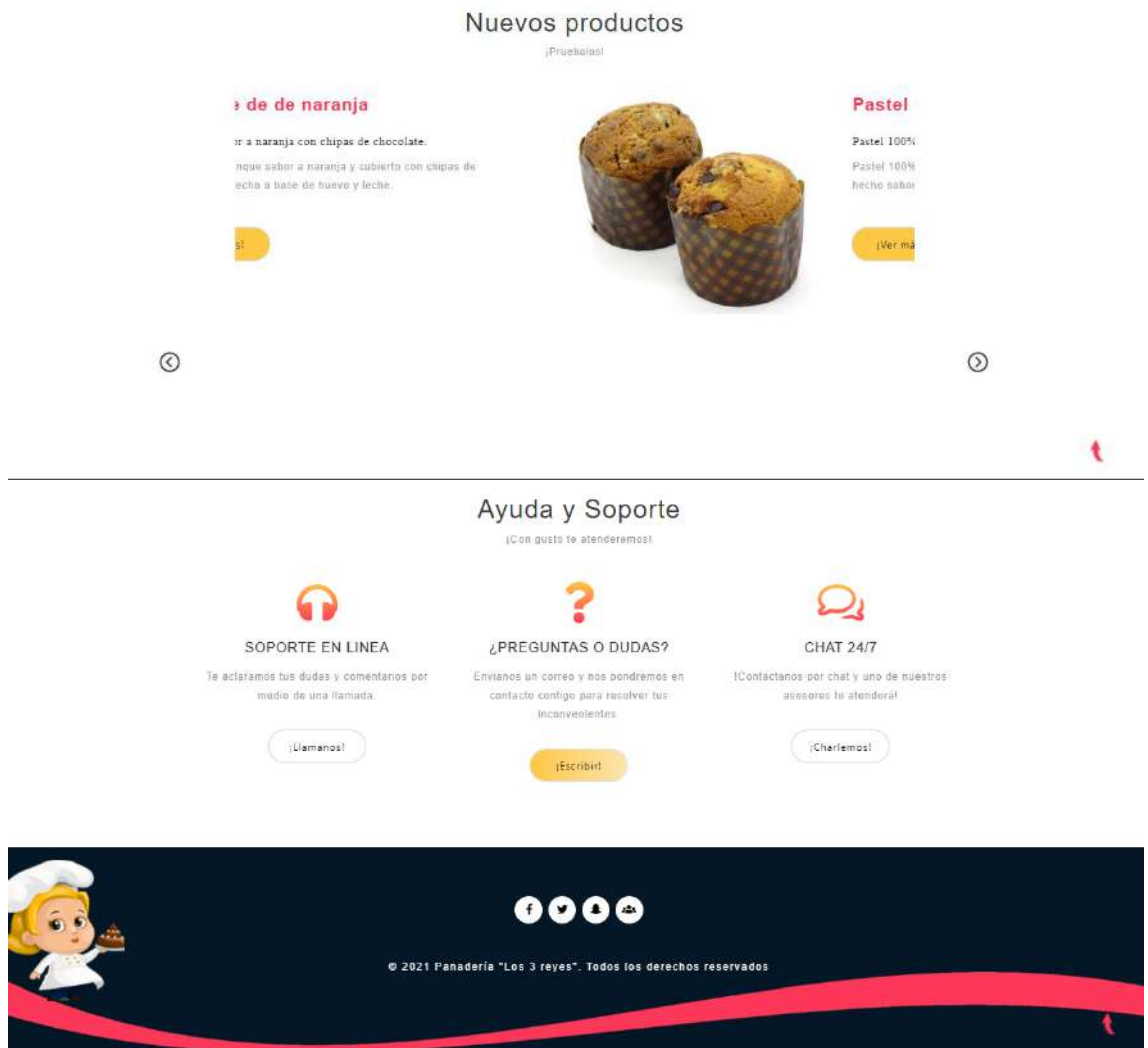 Nuevos productos
¡Pruebalos!
e de naranja
or a naranja con chipas de chocolate.
nque sabor a naranja y cubierto con chipas de
echo a base de huevo y leche.
s!
Pastel
Pastel 100%
Pastel 100%
hecho sabor
¡Ver má
Ayuda y Soporte
¡Con gusto te atenderemos!
SOPORTE EN LINEA
Te aclaramos tus dudas y comentarios por
medio de una llamada.
¡Llamanos!
¿PREGUNTAS O DUDAS?
Envianos un correo y nos pondremos en
contacto contigo para resolver tus
inconvenientes.
¡Escribir!
CHAT 24/7
!Contáctanos por chat y uno de nuestros
asesores te atenderá!
¡Charlemos!
© 2021 Panadería "Los 3 reyes". Todos los derechos reservados